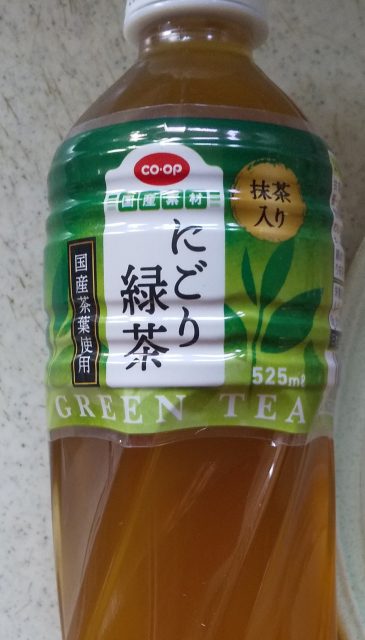 co·op
国産素材
抹茶
入り
にごり
緑茶
国産茶葉使用
525ml
GREEN TEA